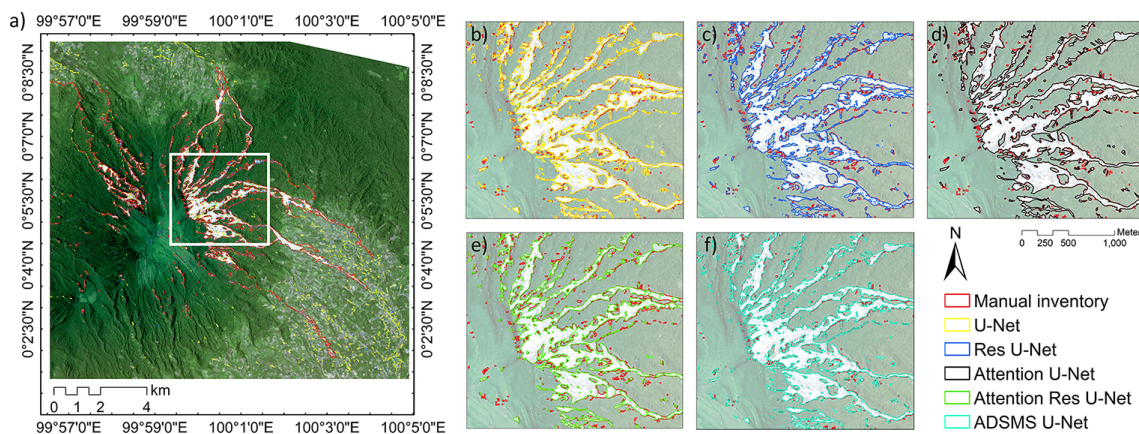 a)
99°57'0"E 99°59'0"E 100°1'0"E 100°3'0"E 100°5'0"E
0°8'30"N
0°7'0"N
0°5'30"N
0°4'0"N
0°2'30"N
0°8'30"N
0°7'0"N
0°5'30"N
0°4'0"N
0°2'30"N
km
0 1 2 4
99°57'0"E 99°59'0"E 100°1'0"E 100°3'0"E 100°5'0"E
b)
c)
d)
e)
f)
0 250 500 1,000
N
Manual inventory
U-Net
Res U-Net
Attention U-Net
Attention Res U-Net
ADSMS U-Net